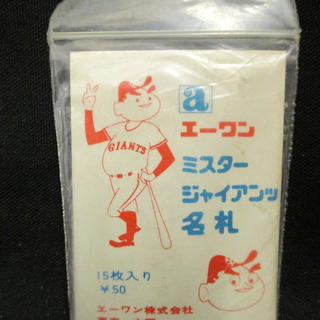 a
エーワン
GIANTS
ミスター
ジャイアンツ
名札
15枚入り
￥50
エーワン株式会社